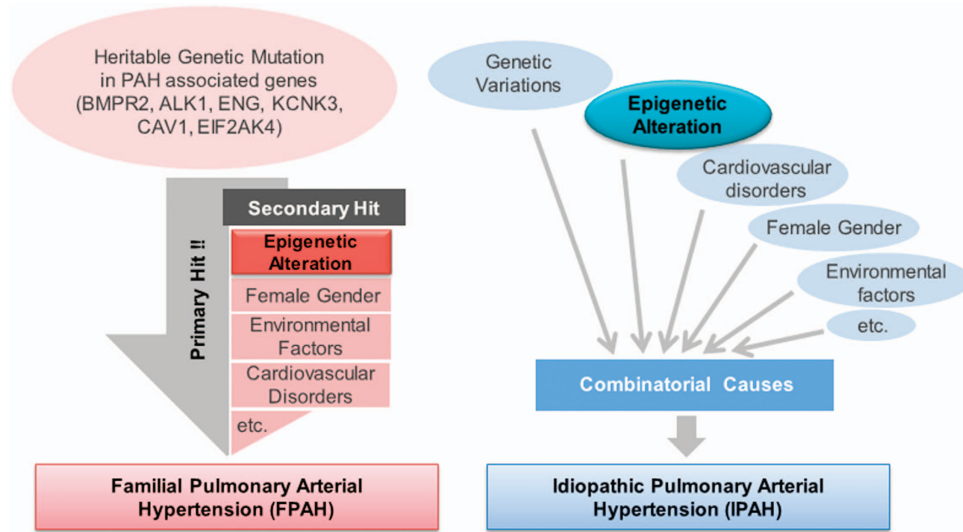 Heritable Genetic Mutation
in PAH associated genes
(BMPR2, ALK1, ENG, KCNK3,
CAV1, EIF2AK4)
Primary Hit !!
Secondary Hit
Epigenetic
Alteration
Female Gender
Environmental
Factors
Cardiovascular
Disorders
etc.
Familial Pulmonary Arterial
Hypertension (FPAH)
Genetic
Variations
Epigenetic
Alteration
Cardiovascular
disorders
Female Gender
Environmental
factors
etc.
Combinatorial Causes
Idiopathic Pulmonary Arterial
Hypertension (IPAH)